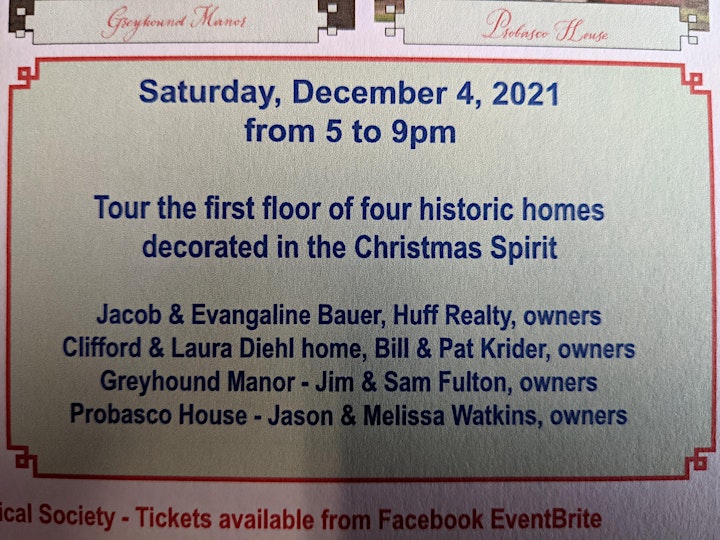 Greyhound Manor
Probasco House
Saturday, December 4, 2021
from 5 to 9pm
Tour the first floor of four historic homes
decorated in the Christmas Spirit
Jacob & Evangaline Bauer, Huff Realty, owners
Clifford & Laura Diehl home, Bill & Pat Krider, owners
Greyhound Manor - Jim & Sam Fulton, owners
Probasco House - Jason & Melissa Watkins, owners
ical Society - Tickets available from Facebook EventBrite